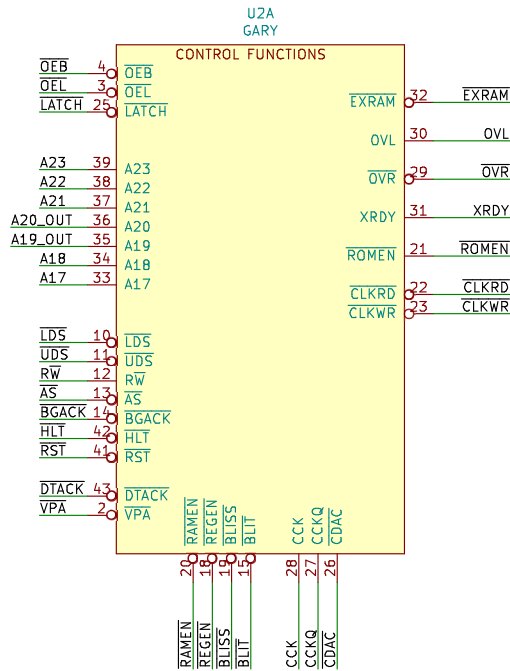 U2A
GARY
CONTROL FUNCTIONS
OEB 4 OEB
OEL 3 OEL
LATCH 25 LATCH
EXRAM 32 EXRAM
OVL 30 OVL
A23 39 A23
OVR 29 OVR
A22 38 A22
A21 37 A21
XRDY 31 XRDY
A20_OUT 36 A20
A19_OUT 35 A19
ROMEN 21 ROMEN
A18 34 A18
A17 33 A17
CLKRD 22 CLKRD
CLKWR 23 CLKWR
LDS 10 LDS
UDS 11 UDS
RW 12 RW
AS 13 AS
BGACK 14 BGACK
HLT 42 HLT
RST 41 RST
DTACK 43 DTACK
VPA 2 VPA
RAMEN REGEN BLISS BLIT CCK CCKQ CDAC
20 18 19 15 28 27 26
RAMEN REGEN BLISS BLIT CCK CCKQ CDAC